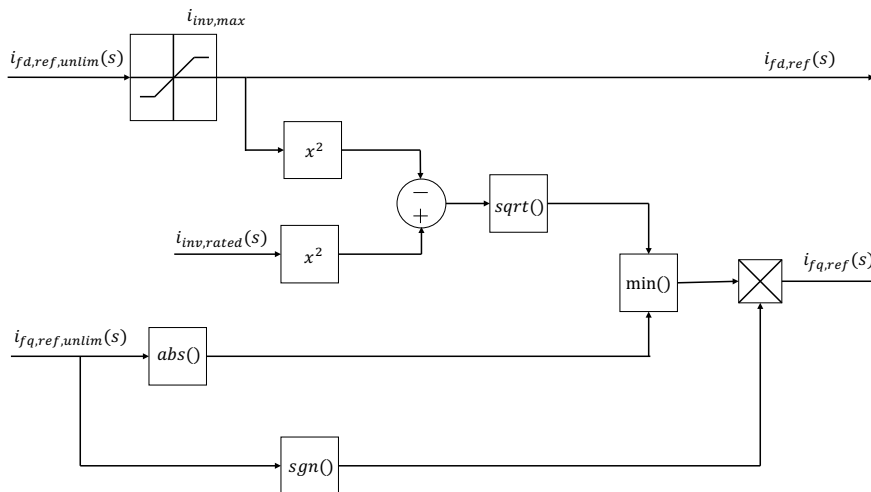 i_{inv,max}
i_{fd,ref,unlim}(s)
i_{fd,ref}(s)
x^2
−
+
sqrt()
i_{inv,rated}(s)
x^2
i_{fq,ref}(s)
min()
i_{fq,ref,unlim}(s)
abs()
sgn()